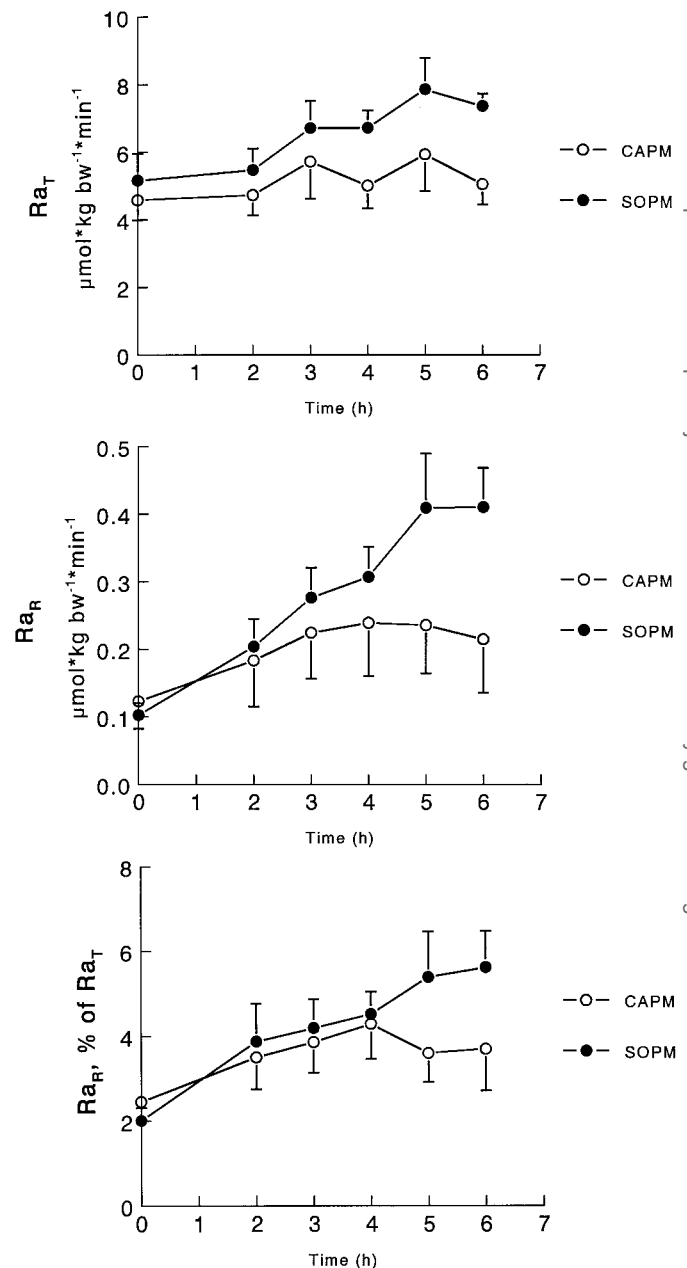 10
8
6
4
2
0
Ra_T
µmol*kg bw⁻¹*min⁻¹
CAPM
SOPM
0 1 2 3 4 5 6 7
Time (h)
0.5
0.4
0.3
0.2
0.1
0.0
Ra_R
µmol*kg bw⁻¹*min⁻¹
CAPM
SOPM
0 1 2 3 4 5 6 7
Time (h)
8
6
4
2
0
Ra_R, % of Ra_T
CAPM
SOPM
0 1 2 3 4 5 6 7
Time (h)